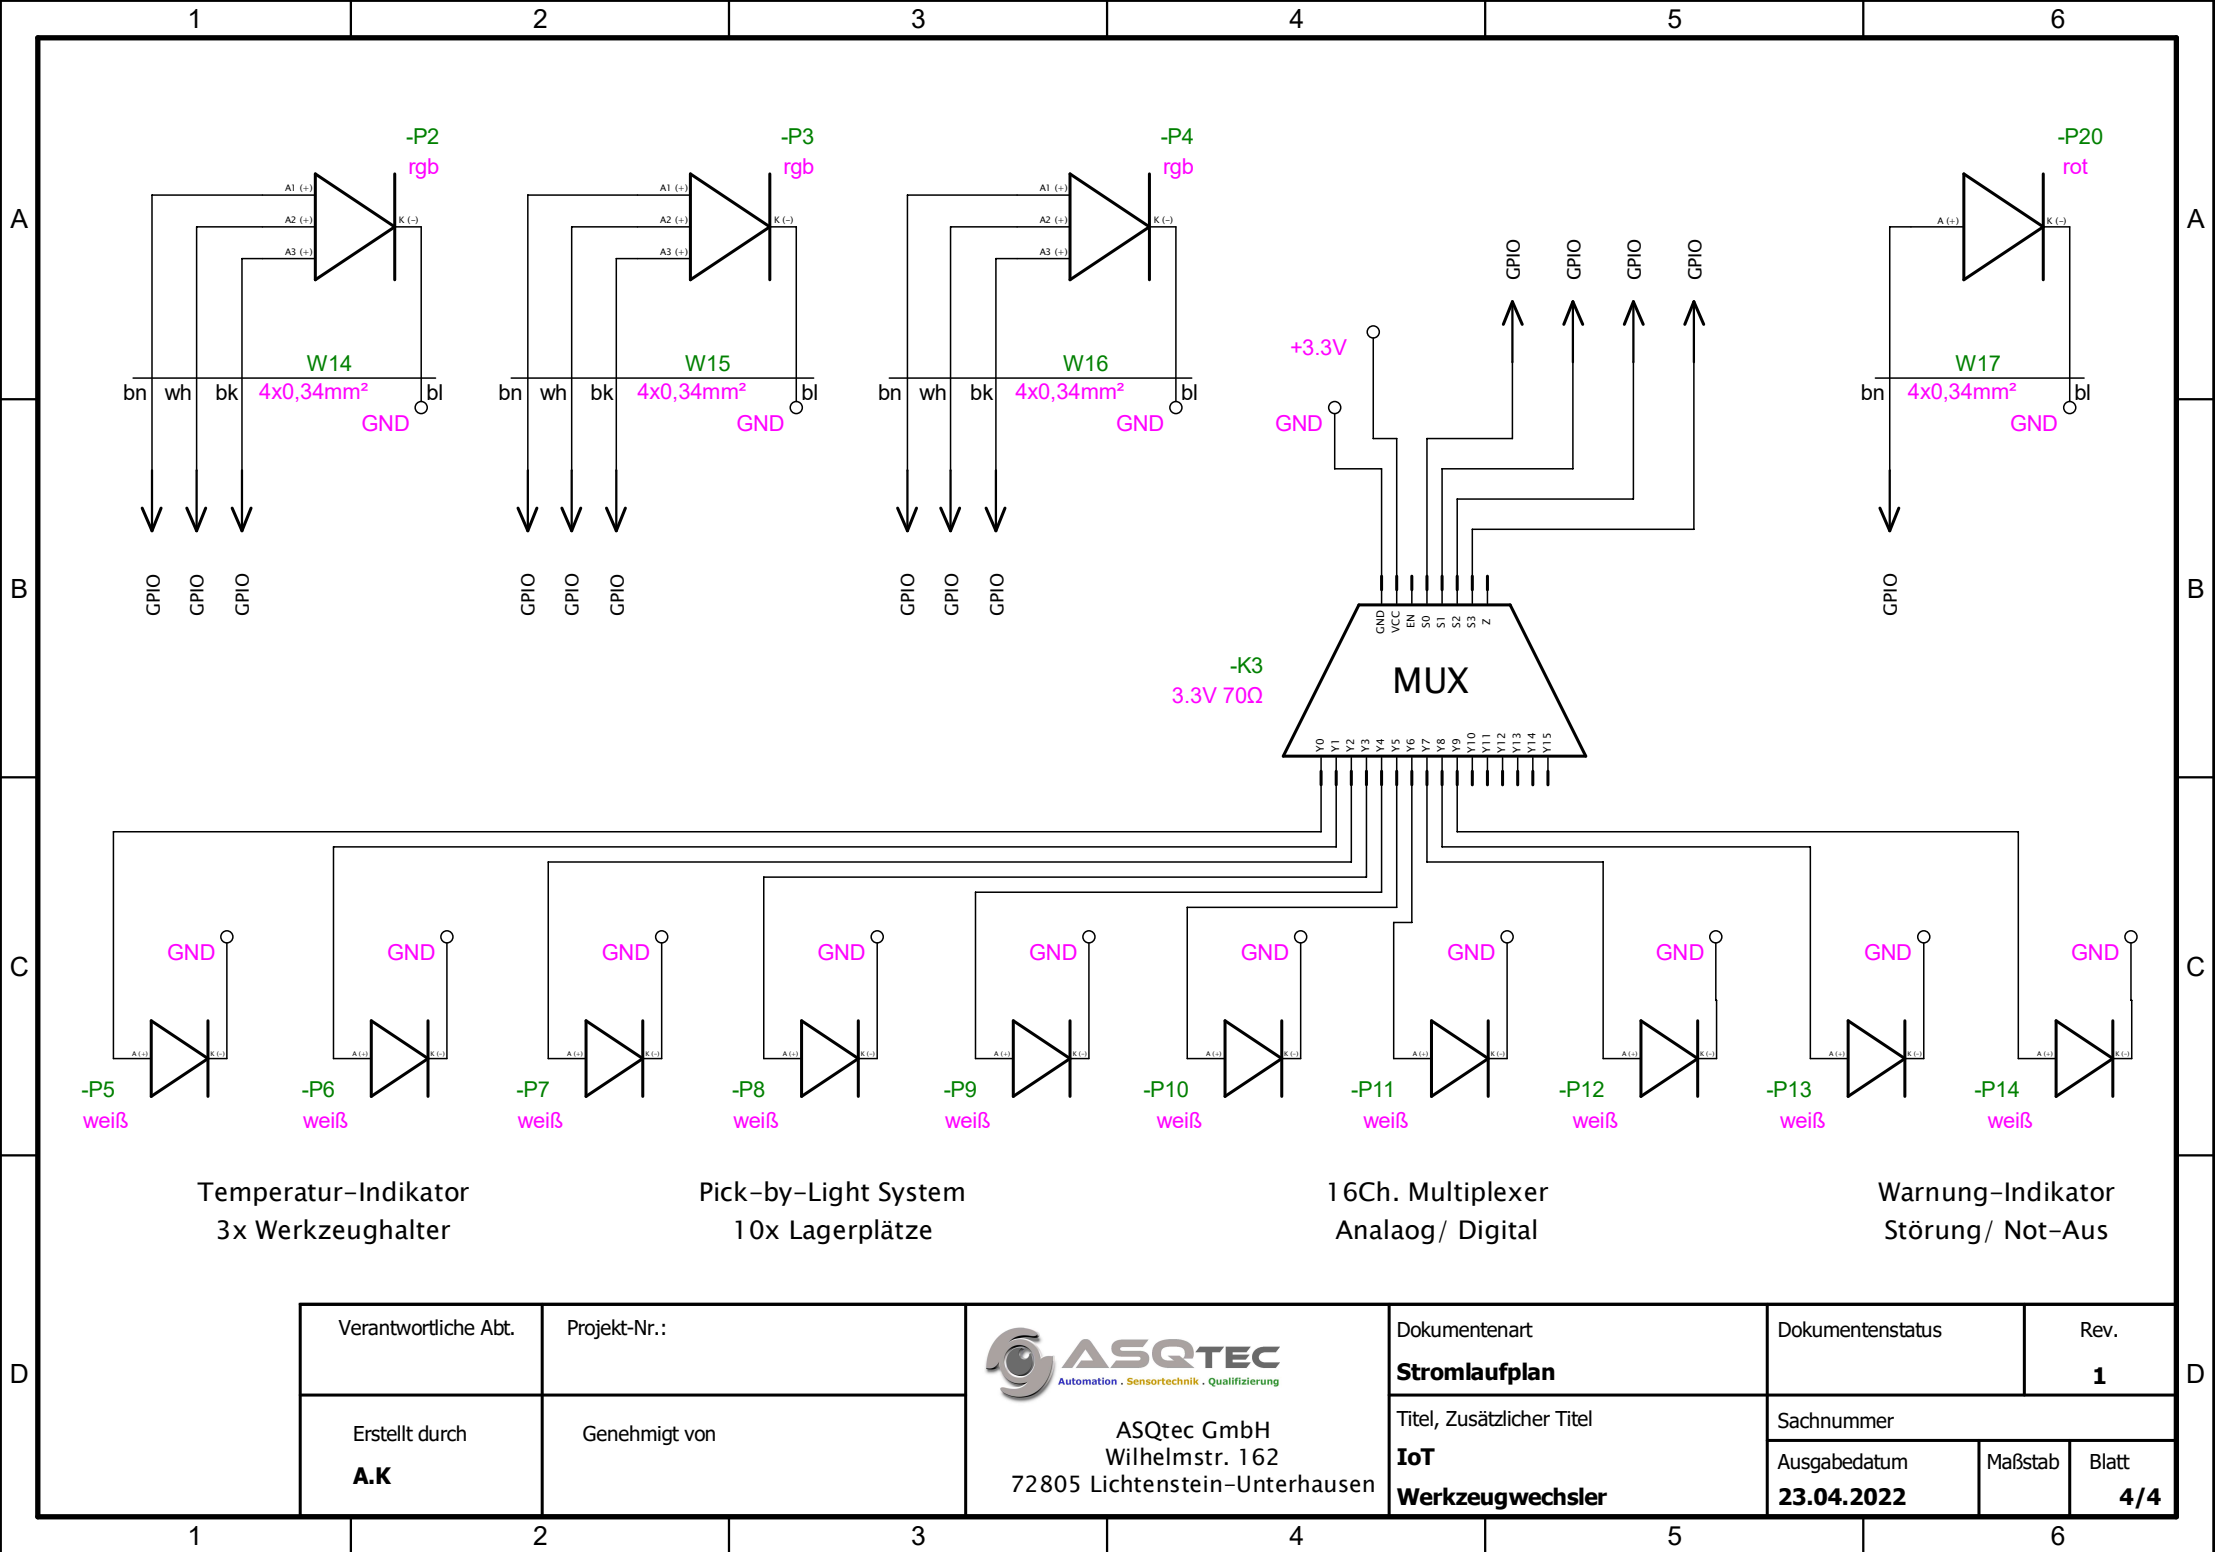 1 2 3 4 5 6
A A
B B
C C
D D
-P2
rgb
A1 (+)
A2 (+)
A3 (+)
K (-)
W14
4x0,34mm²
bn wh bk bl
GND
GPIO GPIO GPIO
-P3
rgb
A1 (+)
A2 (+)
A3 (+)
K (-)
W15
4x0,34mm²
bn wh bk bl
GND
GPIO GPIO GPIO
-P4
rgb
A1 (+)
A2 (+)
A3 (+)
K (-)
W16
4x0,34mm²
bn wh bk bl
GND
GPIO GPIO GPIO
GPIO GPIO GPIO GPIO
+3.3V
GND
GND VCC EN S0 S1 S2 S3 Z
-K3
3.3V 70Ω
MUX
Y0 Y1 Y2 Y3 Y4 Y5 Y6 Y7 Y8 Y9 Y10 Y11 Y12 Y13 Y14 Y15
-P20
rot
A (+)
K (-)
W17
4x0,34mm²
bn bl
GND
GPIO
GND GND GND GND GND GND GND GND GND GND
A (+) K (-) A (+) K (-) A (+) K (-) A (+) K (-) A (+) K (-) A (+) K (-) A (+) K (-) A (+) K (-) A (+) K (-) A (+) K (-)
-P5 -P6 -P7 -P8 -P9 -P10 -P11 -P12 -P13 -P14
weiß weiß weiß weiß weiß weiß weiß weiß weiß weiß
Temperatur-Indikator
3x Werkzeughalter
Pick-by-Light System
10x Lagerplätze
16Ch. Multiplexer
Analaog/ Digital
Warnung-Indikator
Störung/ Not-Aus
Verantwortliche Abt.
Projekt-Nr.:
Erstellt durch
A.K
Genehmigt von
ASQTEC
Automation . Sensortechnik . Qualifizierung
ASQtec GmbH
Wilhelmstr. 162
72805 Lichtenstein-Unterhausen
Dokumentenart
Stromlaufplan
Dokumentenstatus
Rev.
1
Titel, Zusätzlicher Titel
IoT
Werkzeugwechsler
Sachnummer
Ausgabedatum
23.04.2022
Maßstab
Blatt
4/4
1 2 3 4 5 6